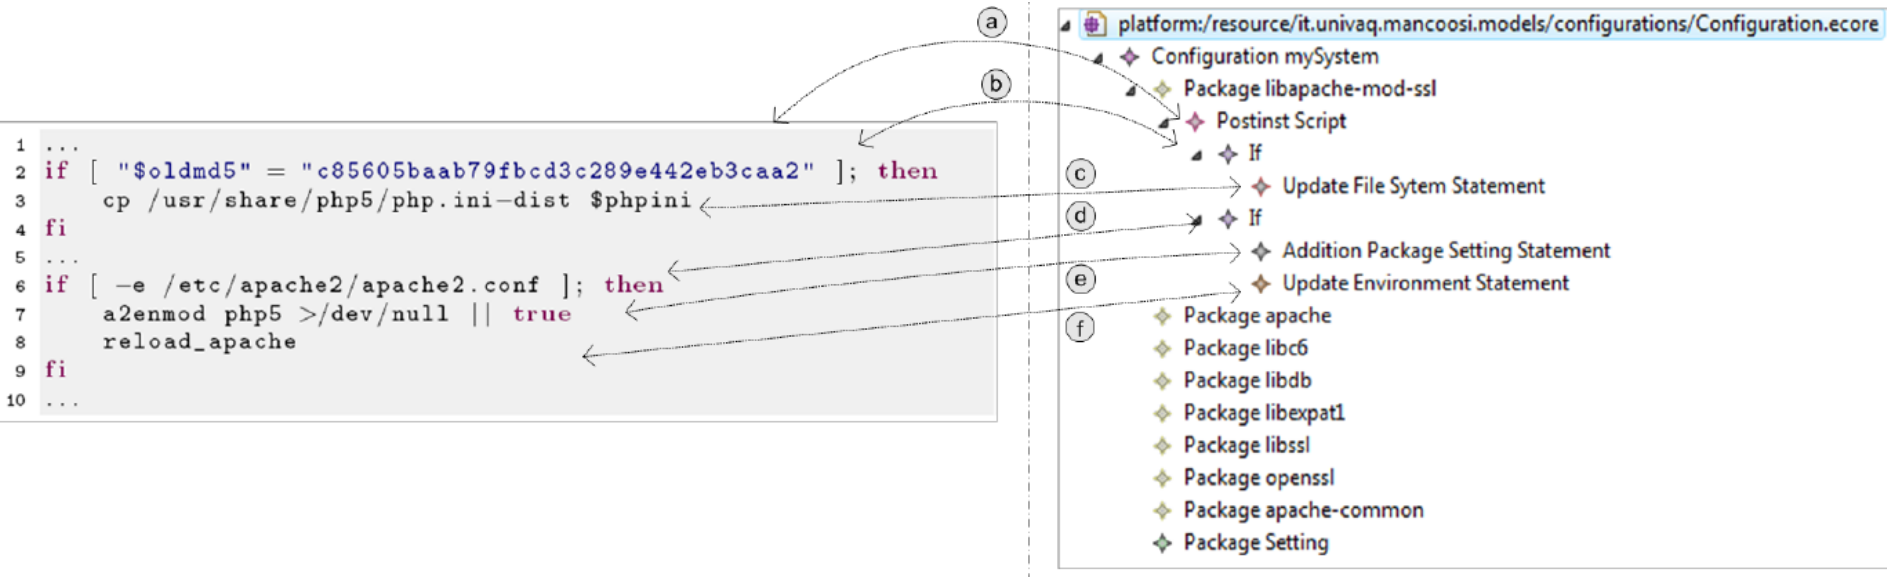 1 ...
2 if [ "$oldmd5" = "c85605baab79fbcd3c289e442eb3caa2" ]; then
3 cp /usr/share/php5/php.ini-dist $phpini
4 fi
5 ...
6 if [ -e /etc/apache2/apache2.conf ]; then
7 a2enmod php5 >/dev/null || true
8 reload_apache
9 fi
10 ...
a
b
c
d
e
f
platform:/resource/it.univaq.mancoosi.models/configurations/Configuration.ecore
Configuration mySystem
Package libapache-mod-ssl
Postinst Script
If
Update File Sytem Statement
If
Addition Package Setting Statement
Update Environment Statement
Package apache
Package libc6
Package libdb
Package libexpat1
Package libssl
Package openssl
Package apache-common
Package Setting